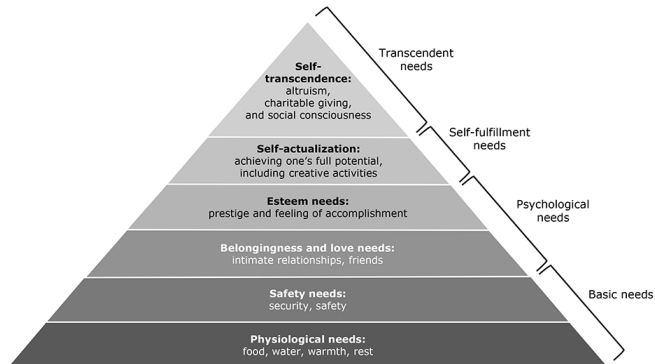 Self-
transcendence:
altruism,
charitable giving,
and social consciousness
Transcendent
needs
Self-actualization:
achieving one's full potential,
including creative activities
Self-fulfillment
needs
Esteem needs:
prestige and feeling of accomplishment
Psychological
needs
Belongingness and love needs:
intimate relationships, friends
Safety needs:
security, safety
Basic needs
Physiological needs:
food, water, warmth, rest